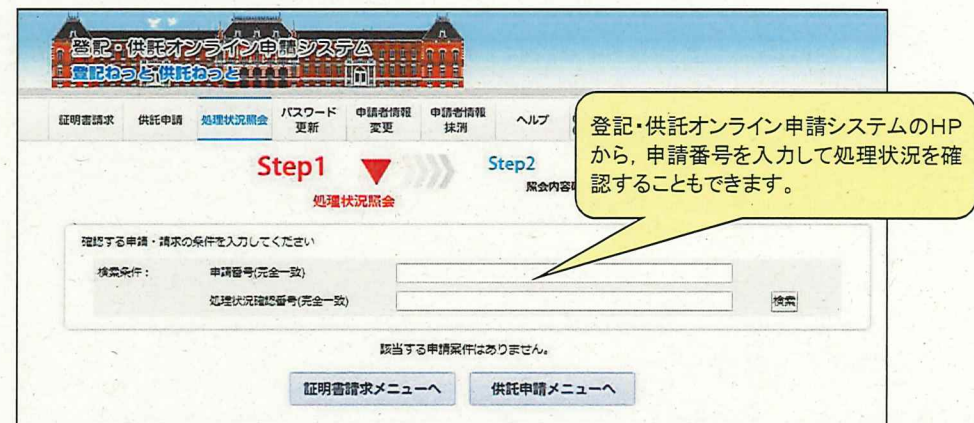 登記・供託オンライン申請システム
登記ねっと 供託ねっと
証明書請求 供託申請 処理状況照会 パスワード更新 申請者情報変更 申請者情報抹消 ヘルプ
登記・供託オンライン申請システムのHP
から，申請番号を入力して処理状況を確
認することもできます。
Step1 Step2
処理状況照会 照会内容
確認する申請・請求の条件を入力してください
検索条件： 申請番号(完全一致)
処理状況確認番号(完全一致) 検索
該当する申請案件はありません。
証明書請求メニューへ 供託申請メニューへ